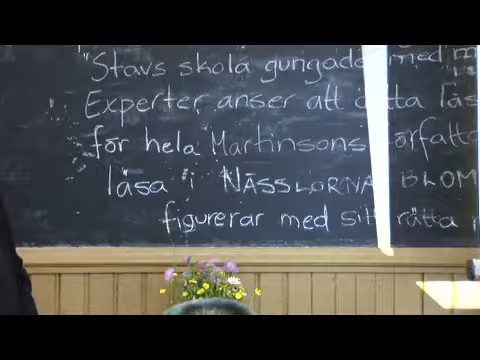 "Stavs skola gungade med
Experter anser att detta läs
för hela Martinsons författ
läsa i NÄSSLORNA BLOM
figurerar med sitt rätta